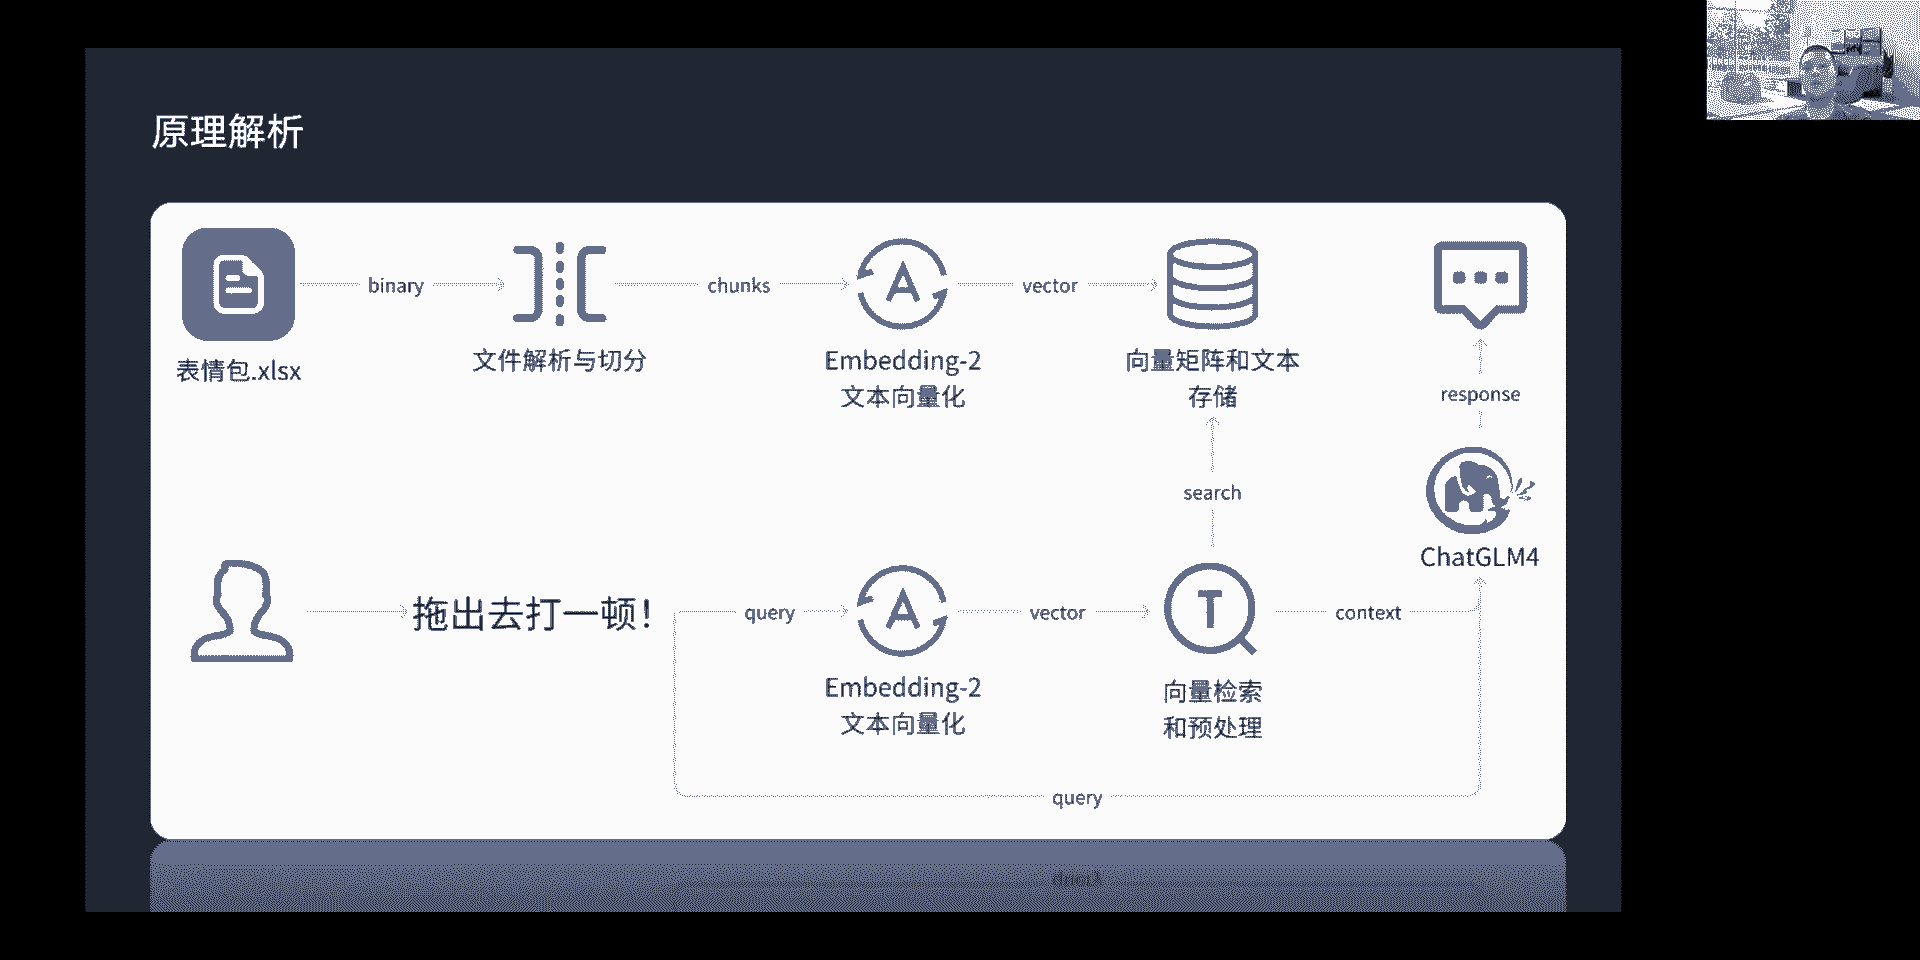 原理解析
binary
chunks
vector
表情包.xlsx
文件解析与切分
Embedding-2
文本向量化
向量矩阵和文本
存储
response
search
ChatGLM4
拖出去打一顿！
query
vector
context
Embedding-2
文本向量化
向量检索
和预处理
query